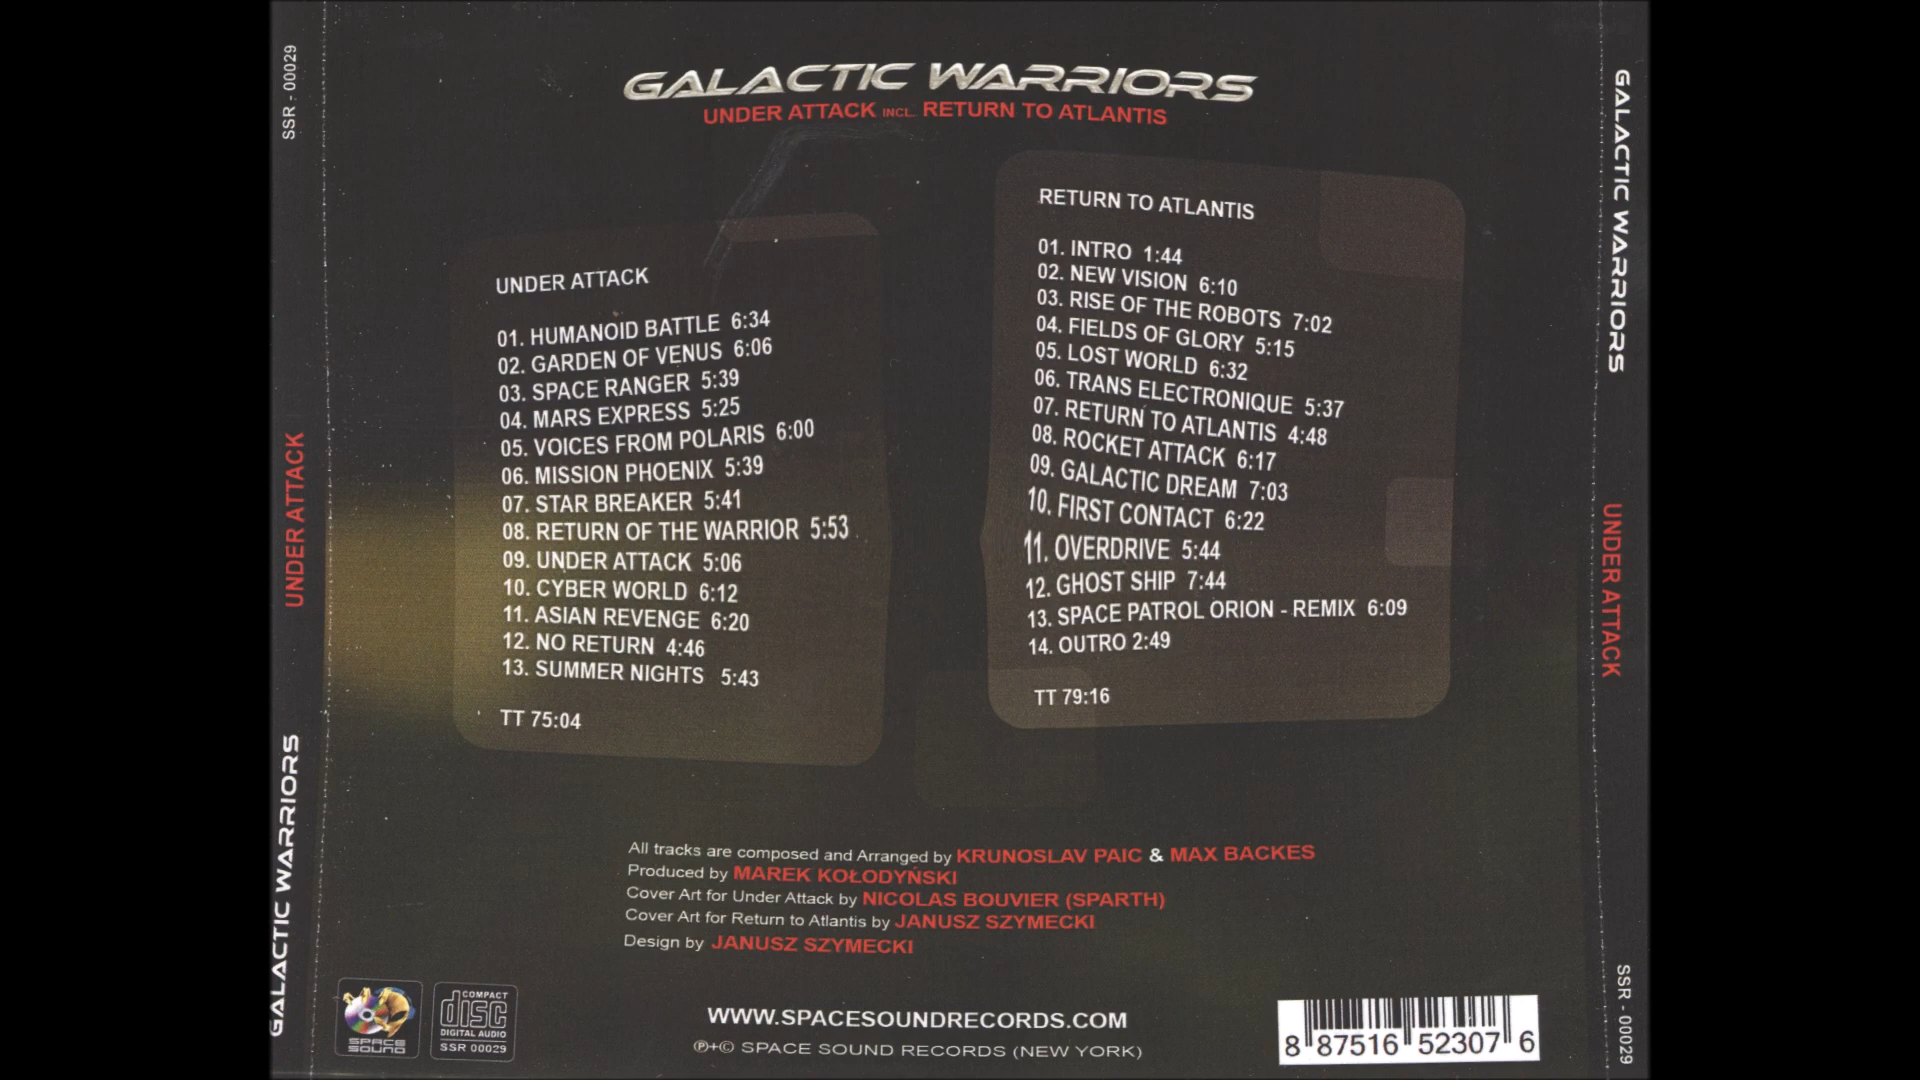 SSR - 00029
UNDER ATTACK
GALACTIC WARRIORS
GALACTIC WARRIORS
UNDER ATTACK INCL. RETURN TO ATLANTIS
UNDER ATTACK
01. HUMANOID BATTLE 6:34
02. GARDEN OF VENUS 6:06
03. SPACE RANGER 5:39
04. MARS EXPRESS 5:25
05. VOICES FROM POLARIS 6:00
06. MISSION PHOENIX 5:39
07. STAR BREAKER 5:41
08. RETURN OF THE WARRIOR 5:53
09. UNDER ATTACK 5:06
10. CYBER WORLD 6:12
11. ASIAN REVENGE 6:20
12. NO RETURN 4:46
13. SUMMER NIGHTS 5:43
TT 75:04
RETURN TO ATLANTIS
01. INTRO 1:44
02. NEW VISION 6:10
03. RISE OF THE ROBOTS 7:02
04. FIELDS OF GLORY 5:15
05. LOST WORLD 6:32
06. TRANS ELECTRONIQUE 5:37
07. RETURN TO ATLANTIS 4:48
08. ROCKET ATTACK 6:17
09. GALACTIC DREAM 7:03
10. FIRST CONTACT 6:22
11. OVERDRIVE 5:44
12. GHOST SHIP 7:44
13. SPACE PATROL ORION - REMIX 6:09
14. OUTRO 2:49
TT 79:16
All tracks are composed and Arranged by KRUNOSLAV PAIC & MAX BACKES
Produced by MAREK KOŁODYŃSKI
Cover Art for Under Attack by NICOLAS BOUVIER (SPARTH)
Cover Art for Return to Atlantis by JANUSZ SZYMECKI
Design by JANUSZ SZYMECKI
SPACE
SOUND
COMPACT
disc
DIGITAL AUDIO
SSR 00029
WWW.SPACESOUNDRECORDS.COM
℗+© SPACE SOUND RECORDS (NEW YORK)
8 87516 52307 6
GALACTIC WARRIORS
UNDER ATTACK
SSR - 00029